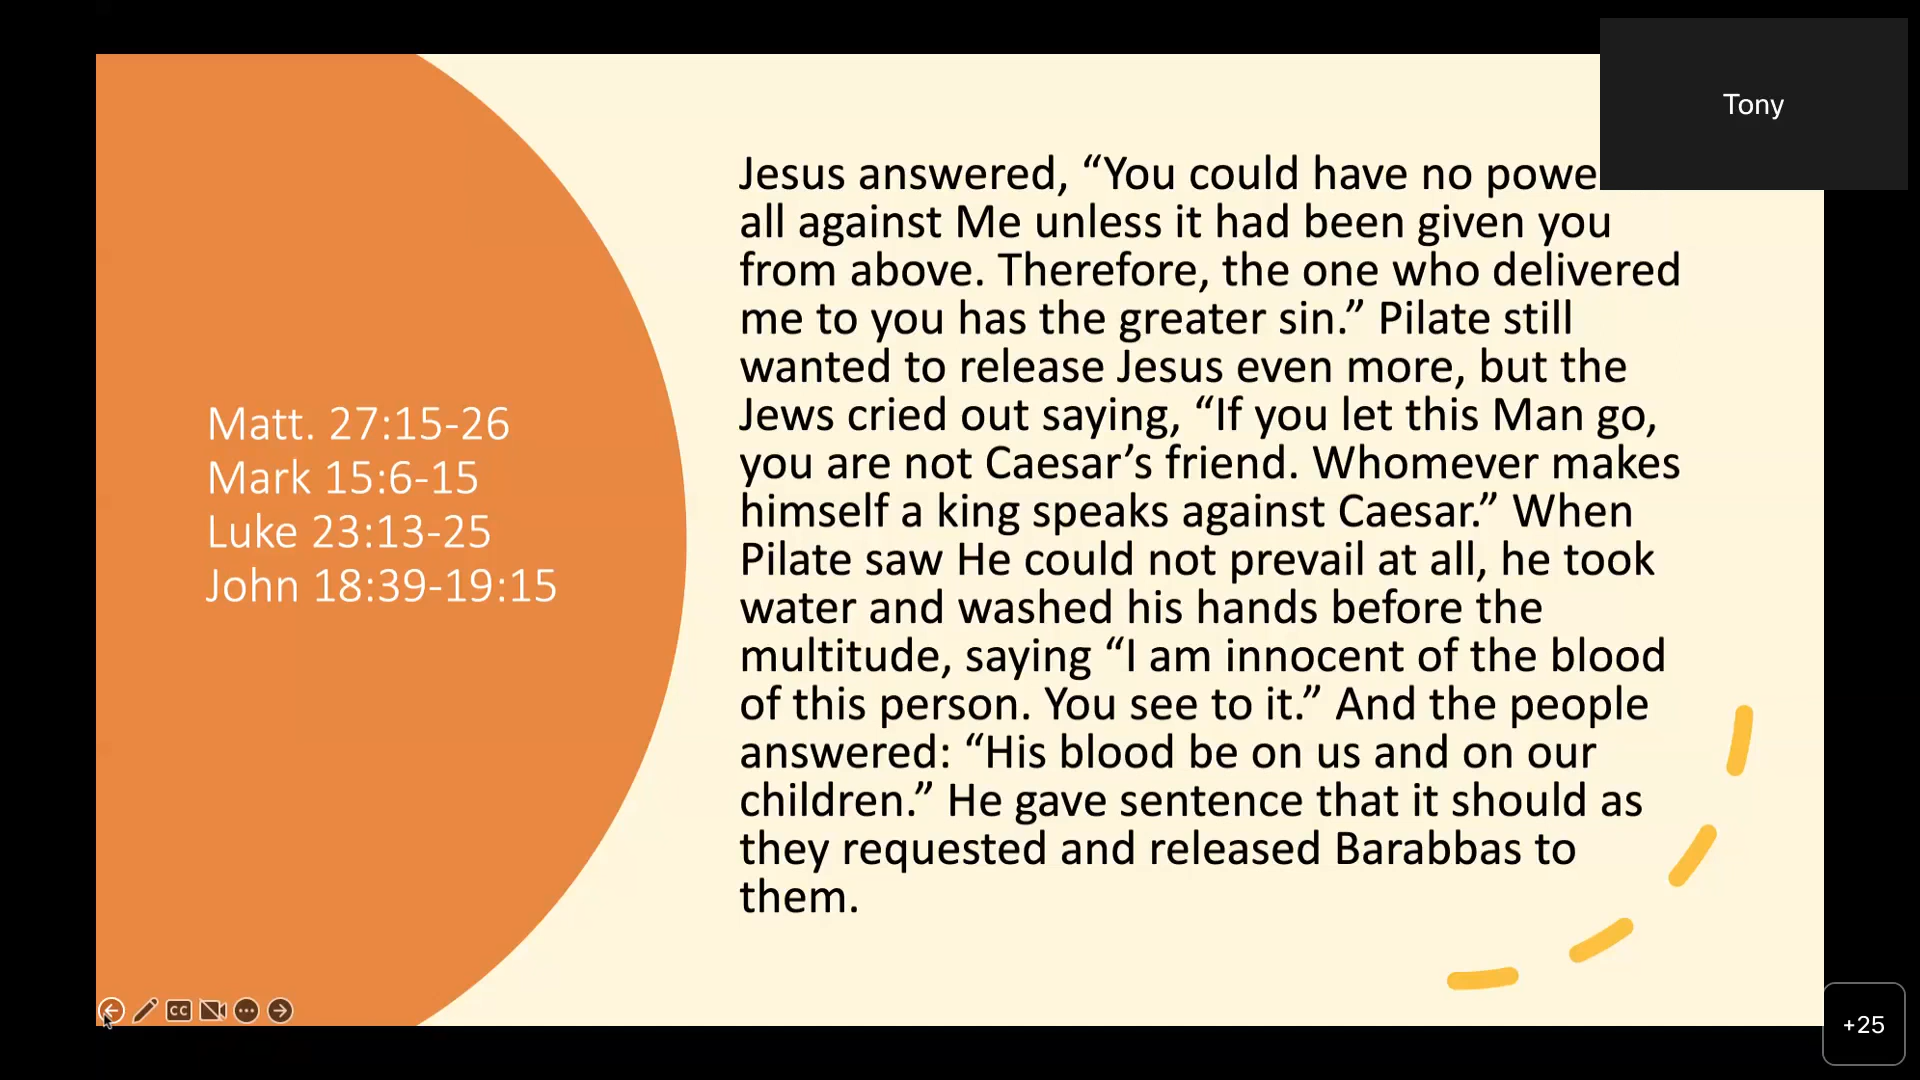 Tony
Matt. 27:15-26
Mark 15:6-15
Luke 23:13-25
John 18:39-19:15
Jesus answered, “You could have no powe
all against Me unless it had been given you
from above. Therefore, the one who delivered
me to you has the greater sin.” Pilate still
wanted to release Jesus even more, but the
Jews cried out saying, “If you let this Man go,
you are not Caesar’s friend. Whomever makes
himself a king speaks against Caesar.” When
Pilate saw He could not prevail at all, he took
water and washed his hands before the
multitude, saying “I am innocent of the blood
of this person. You see to it.” And the people
answered: “His blood be on us and on our
children.” He gave sentence that it should as
they requested and released Barabbas to
them.
CC
+25